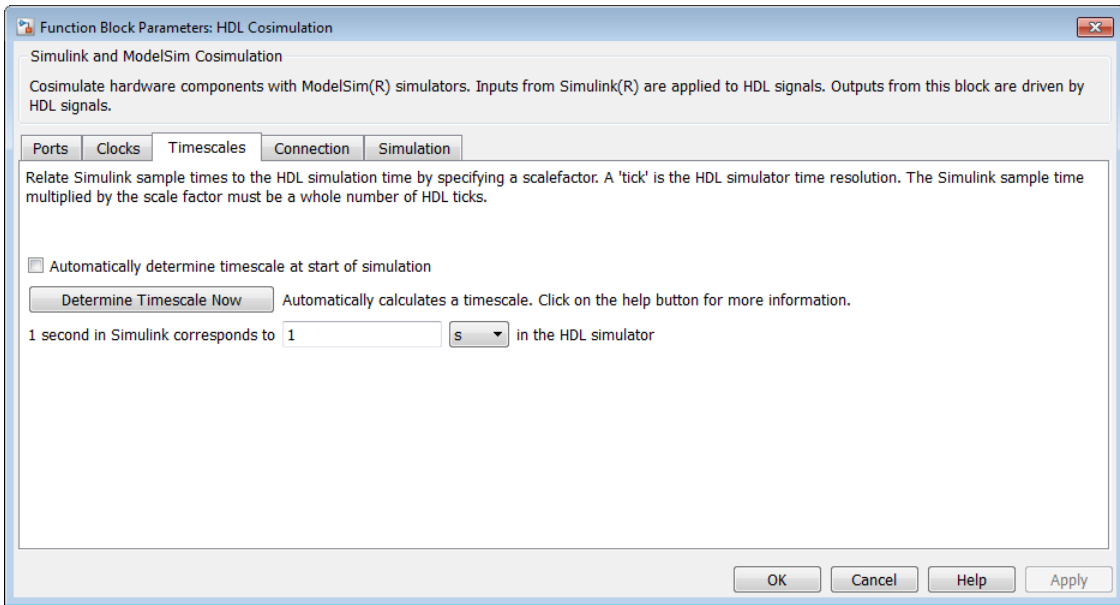 Function Block Parameters: HDL Cosimulation
Simulink and ModelSim Cosimulation
Cosimulate hardware components with ModelSim(R) simulators. Inputs from Simulink(R) are applied to HDL signals. Outputs from this block are driven by
HDL signals.
Ports Clocks Timescales Connection Simulation
Relate Simulink sample times to the HDL simulation time by specifying a scalefactor. A 'tick' is the HDL simulator time resolution. The Simulink sample time
multiplied by the scale factor must be a whole number of HDL ticks.
Automatically determine timescale at start of simulation
Determine Timescale Now Automatically calculates a timescale. Click on the help button for more information.
1 second in Simulink corresponds to 1 s in the HDL simulator
OK Cancel Help Apply